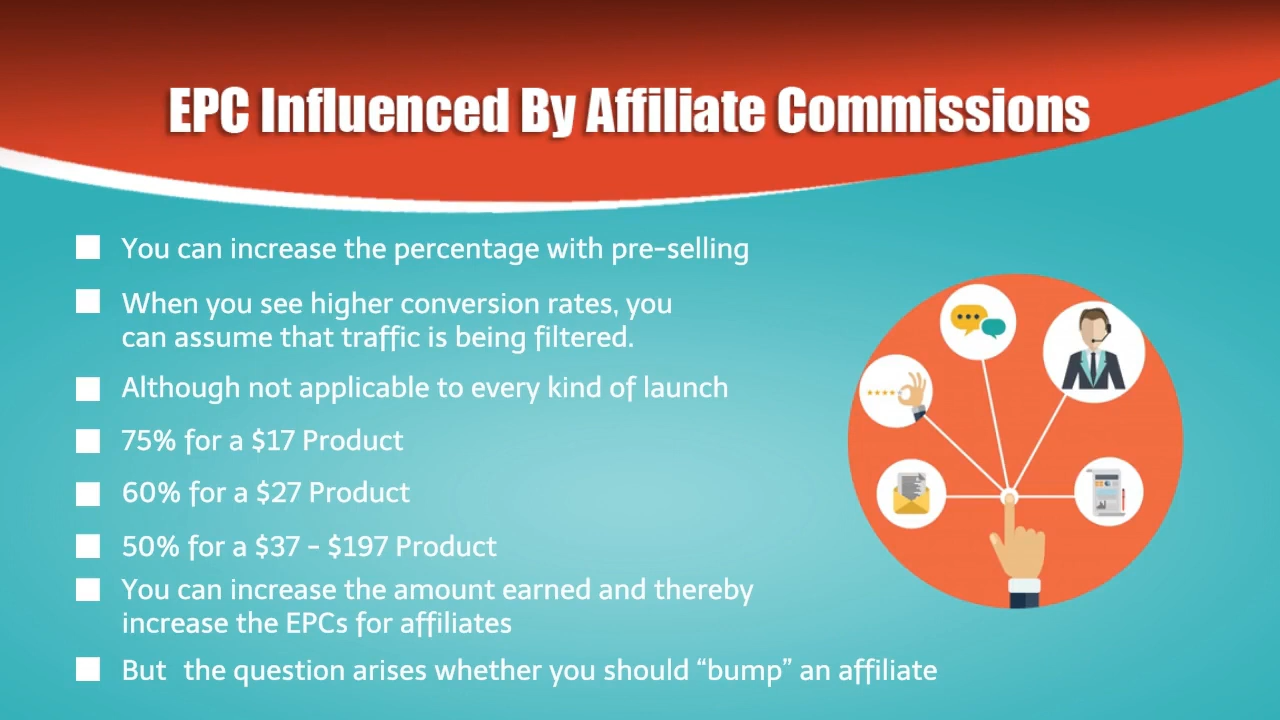 EPC Influenced By Affiliate Commissions
You can increase the percentage with pre-selling
When you see higher conversion rates, you
can assume that traffic is being filtered.
Although not applicable to every kind of launch
75% for a $17 Product
60% for a $27 Product
50% for a $37 - $197 Product
You can increase the amount earned and thereby
increase the EPCs for affiliates
But the question arises whether you should “bump” an affiliate